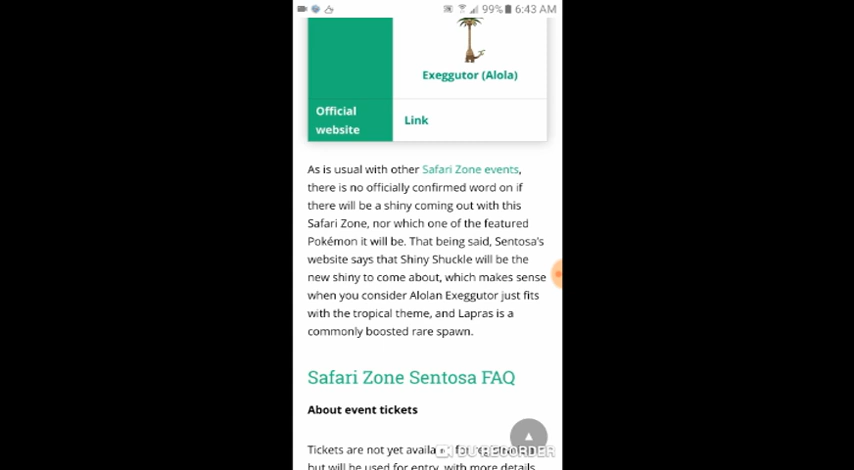 99% 6:43 AM
Exeggutor (Alola)
Official
website
Link
As is usual with other Safari Zone events,
there is no officially confirmed word on if
there will be a shiny coming out with this
Safari Zone, nor which one of the featured
Pokémon it will be. That being said, Sentosa's
website says that Shiny Shuckle will be the
new shiny to come about, which makes sense
when you consider Alolan Exeggutor just fits
with the tropical theme, and Lapras is a
commonly boosted rare spawn.
Safari Zone Sentosa FAQ
About event tickets
Tickets are not yet
DU RECORDER
but will be used for entry, with more details